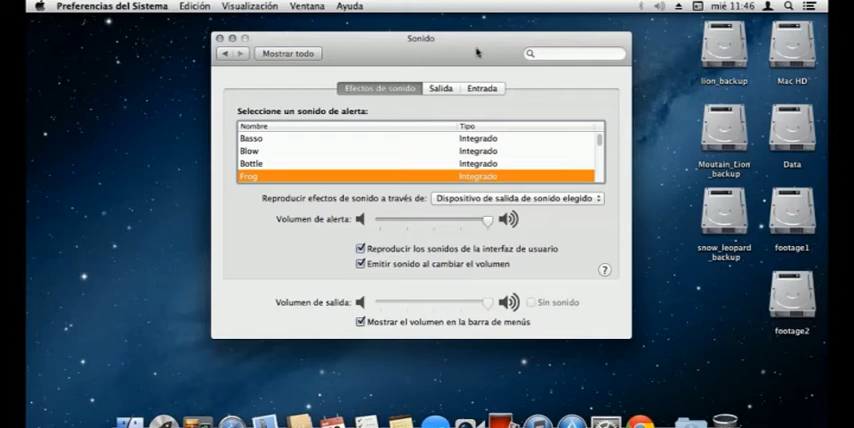 Preferencias del Sistema Edición Visualización Ventana Ayuda mié 11:46
Sonido
Mostrar todo
Efectos de sonido Salida Entrada
Seleccione un sonido de alerta:
Nombre Tipo
Basso Integrado
Blow Integrado
Bottle Integrado
Frog Integrado
Reproducir efectos de sonido a través de: Dispositivo de salida de sonido elegido
Volumen de alerta:
Reproducir los sonidos de la interfaz de usuario
Emitir sonido al cambiar el volumen
?
Volumen de salida: Sin sonido
Mostrar el volumen en la barra de menús
lion_backup Mac HD
Moutain_Lion
_backup
Data
snow_leopard
_backup
footage1
footage2